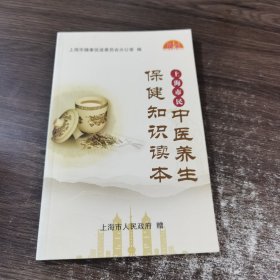 上海市健康促进委员会办公室 编
上海市民
中医养生
保健知识读本
上海市人民政府 赠